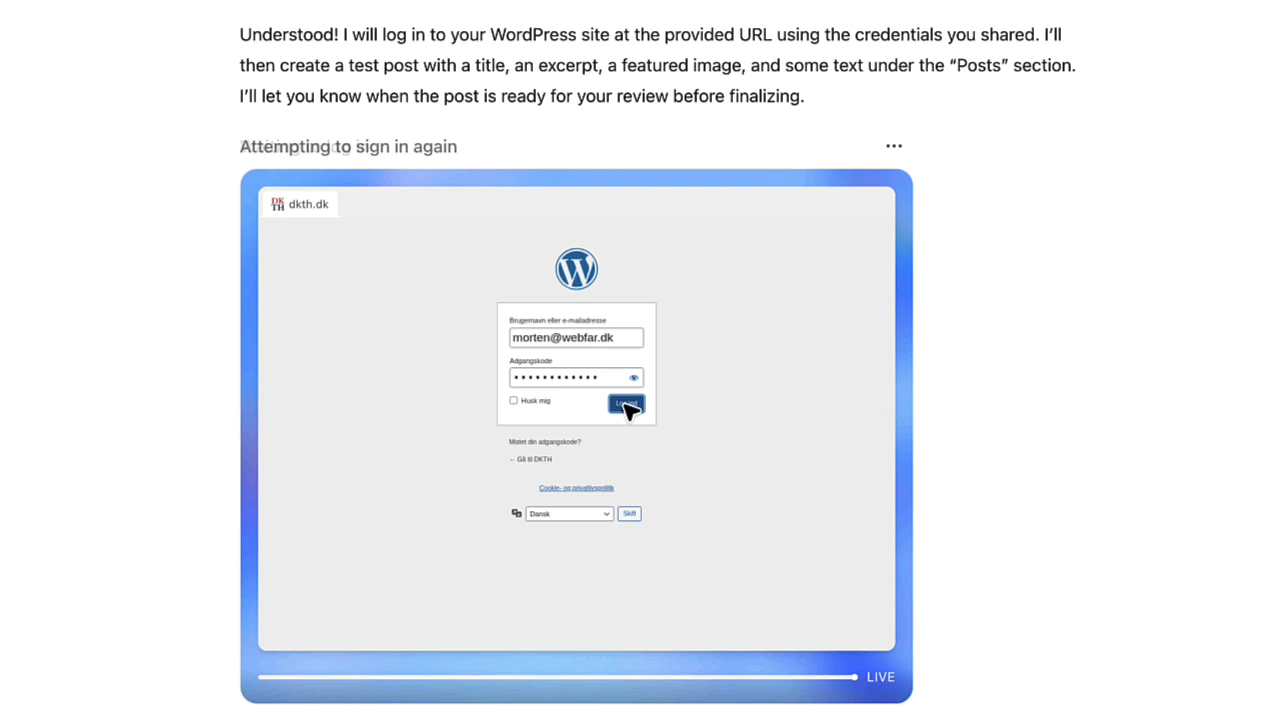 Understood! I will log in to your WordPress site at the provided URL using the credentials you shared. I’ll
then create a test post with a title, an excerpt, a featured image, and some text under the “Posts” section.
I’ll let you know when the post is ready for your review before finalizing.
Attempting to sign in again
DK
TH
dkth.dk
Brugernavn eller e-mailadresse
morten@webfar.dk
Adgangskode
Husk mig
Mistet din adgangskode?
← Gå til DKTH
Cookie- og privatlivspolitik
Dansk
Skift
LIVE